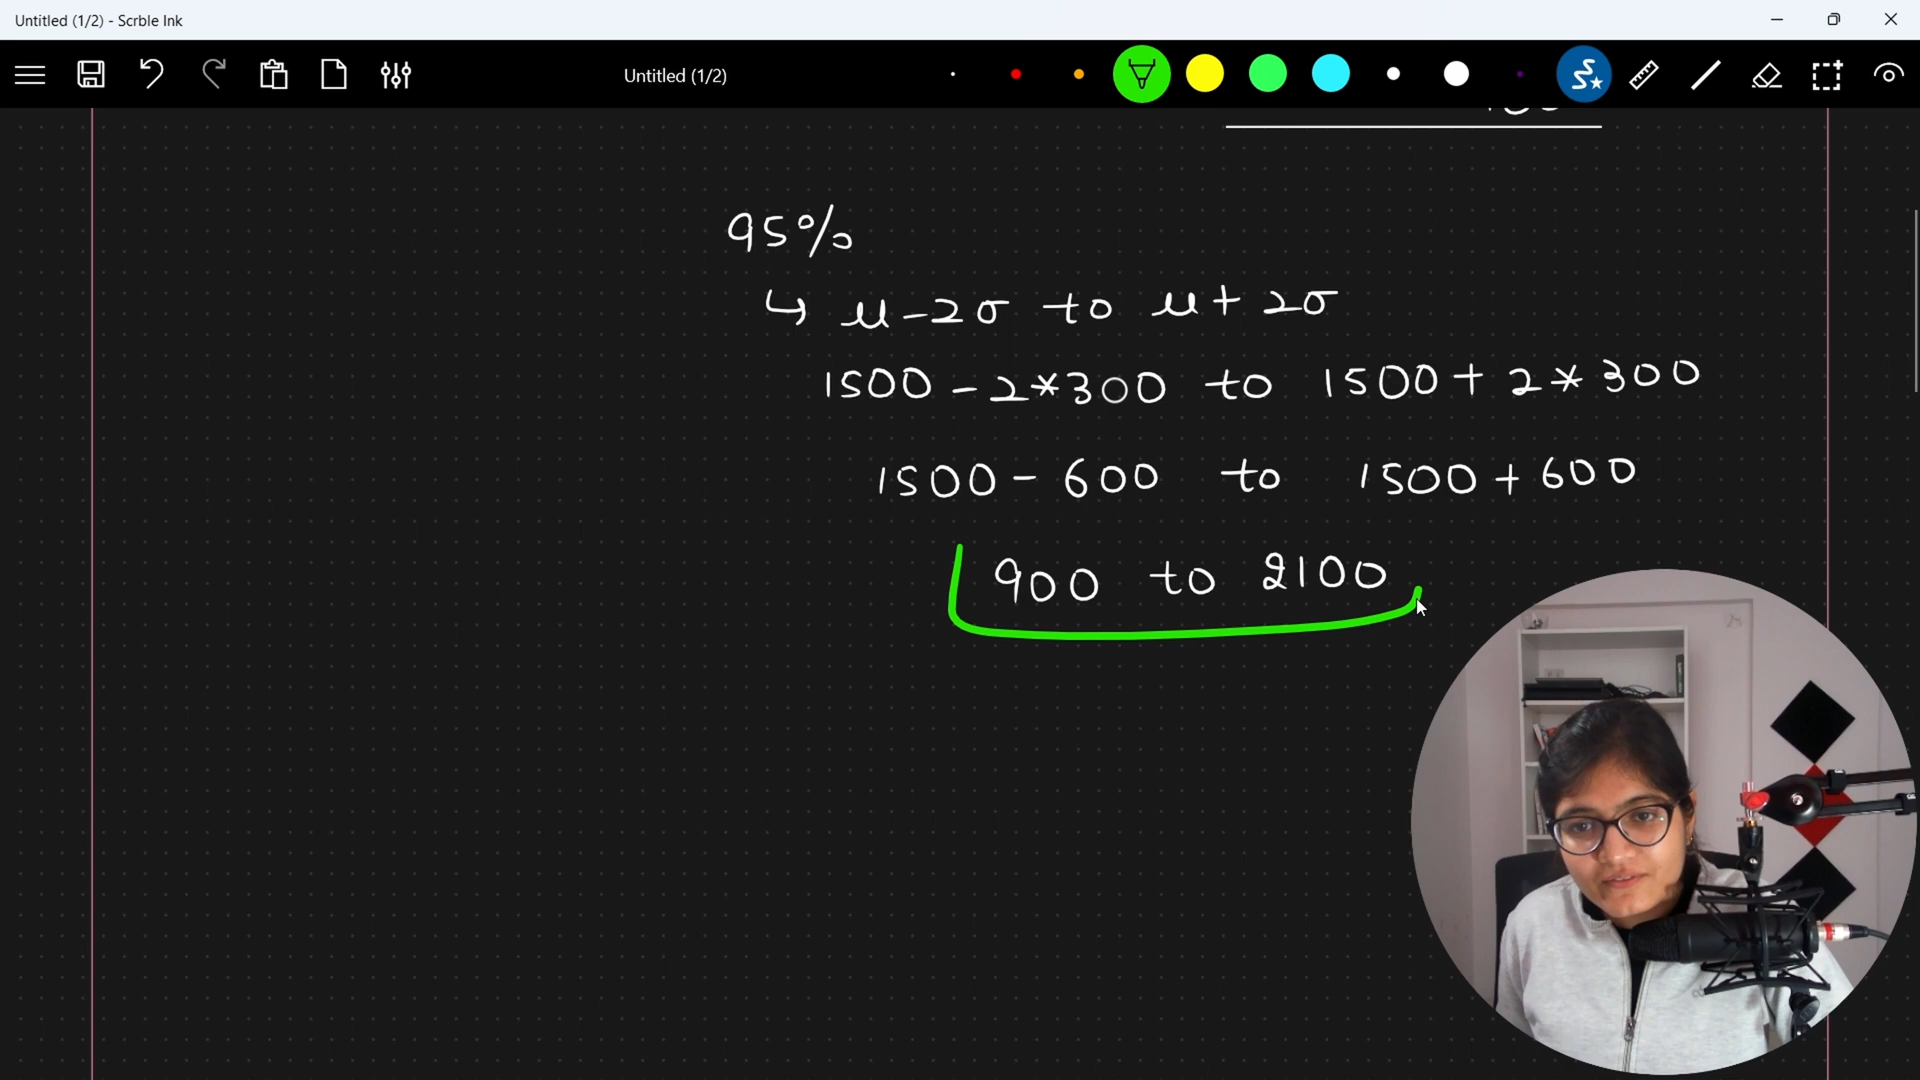 Untitled (1/2) - Scrble Ink
Untitled (1/2)
95%
↳ μ-2σ to μ+ 2σ
1500 - 2*300 to 1500+ 2* 300
1500 - 600 to 1500 + 600
900 to 2100